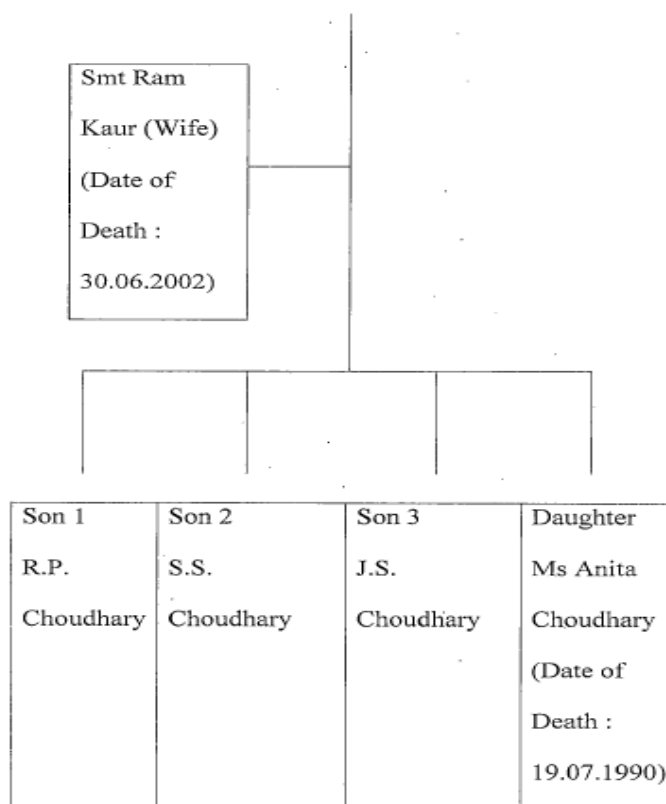 Smt Ram
Kaur (Wife)
(Date of
Death :
30.06.2002)
Son 1
R.P.
Choudhary
Son 2
S.S.
Choudhary
Son 3
J.S.
Choudhary
Daughter
Ms Anita
Choudhary
(Date of
Death :
19.07.1990)